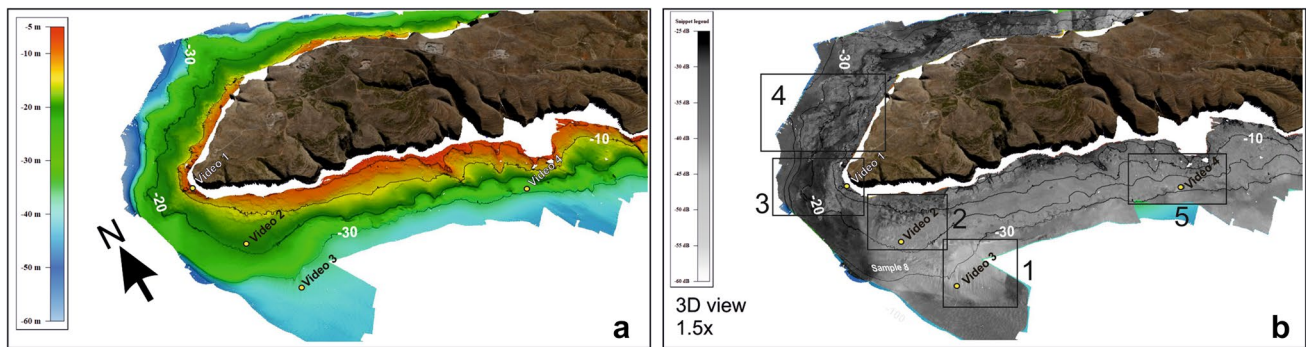 -5 m
-10 m
-20 m
-30 m
-40 m
-50 m
-60 m
-30
-20
-10
-30
Video 1
Video 2
Video 3
Video 4
N
a
Snippet legend
-25 dB
-30 dB
-35 dB
-40 dB
-45 dB
-50 dB
-55 dB
-60 dB
3D view
1.5x
-30
-20
-10
-30
-100
4
3
2
5
1
Video 1
Video 2
Video 3
Video
Sample 8
b